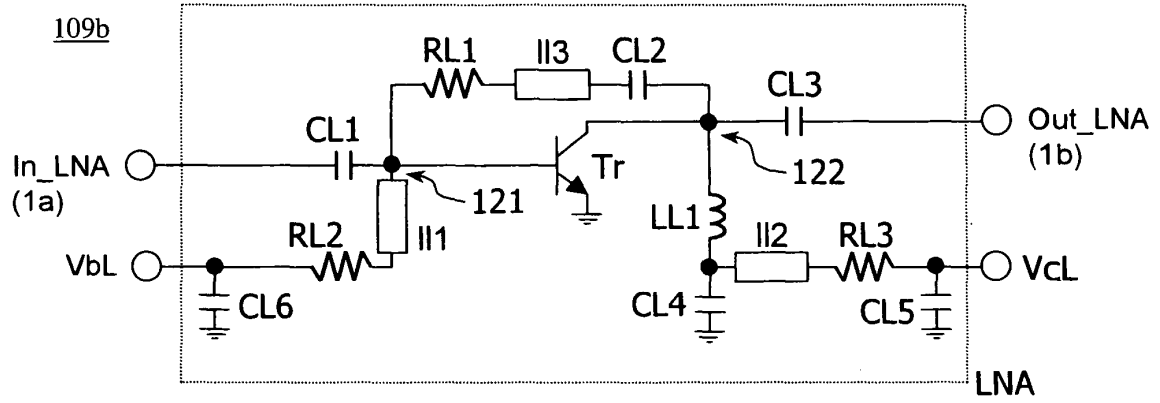 109b
RL1
ll3
CL2
CL3
CL1
In_LNA
(1a)
Out_LNA
(1b)
Tr
121
122
RL2
ll1
LL1
ll2
RL3
VbL
VcL
CL6
CL4
CL5
LNA